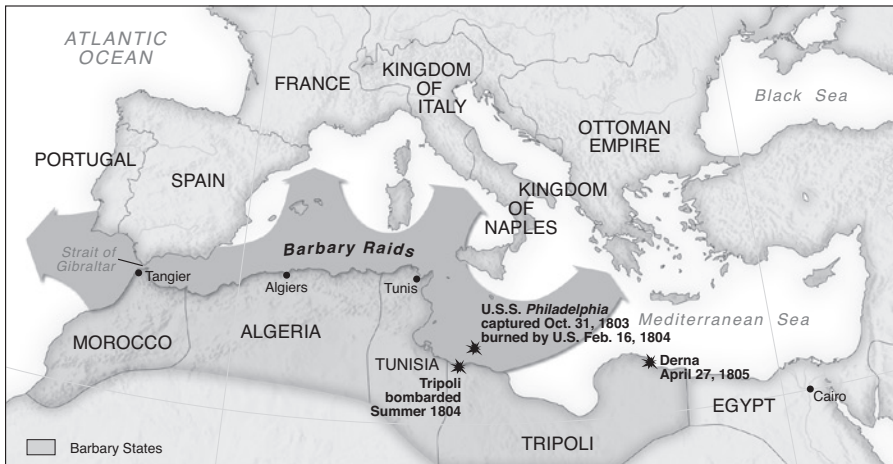 ATLANTIC
OCEAN
FRANCE
KINGDOM
OF
ITALY
Black Sea
OTTOMAN
EMPIRE
PORTUGAL
SPAIN
KINGDOM
OF
NAPLES
Strait of
Gibraltar
Barbary Raids
Tangier
Algiers
Tunis
U.S.S. Philadelphia
captured Oct. 31, 1803
burned by U.S. Feb. 16, 1804
Mediterranean Sea
MOROCCO
ALGERIA
TUNISIA
Tripoli
bombarded
Summer 1804
Derna
April 27, 1805
EGYPT
Cairo
TRIPOLI
Barbary States